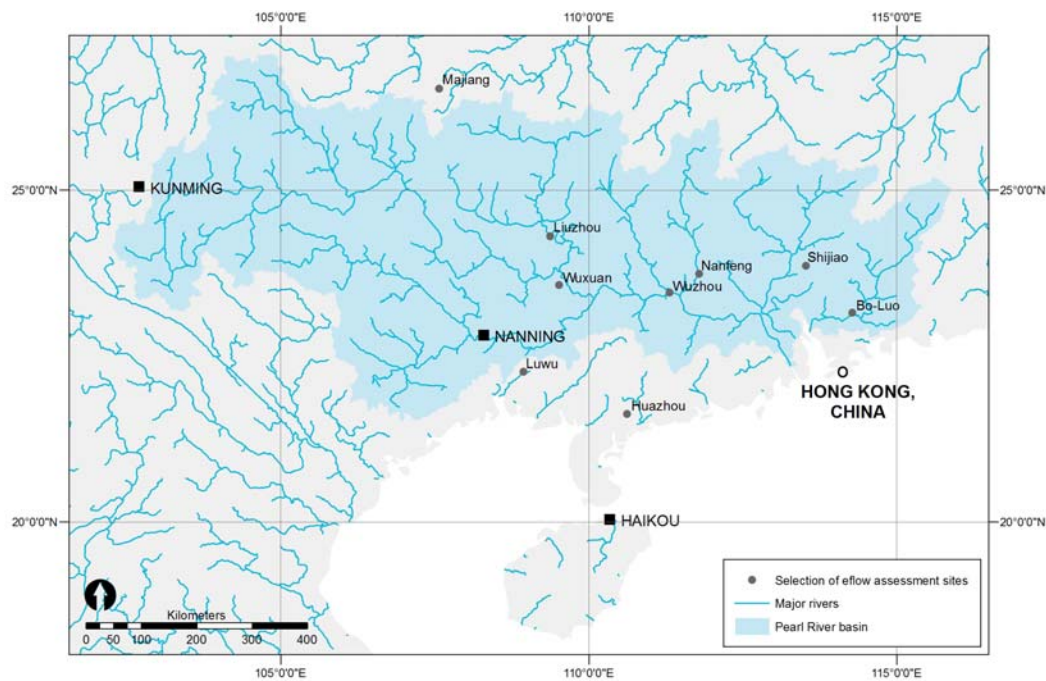 105°0'0"E
110°0'0"E
115°0'0"E
Majiang
25°0'0"N
KUNMING
25°0'0"N
Liuzhou
Nanfeng
Shijiao
Wuxuan
Wuzhou
Bo-Luo
NANNING
Luwu
HONG KONG,
CHINA
Huazhou
20°0'0"N
HAIKOU
20°0'0"N
Selection of eflow assessment sites
Major rivers
Pearl River basin
Kilometers
0 50 100 200 300 400
105°0'0"E
110°0'0"E
115°0'0"E